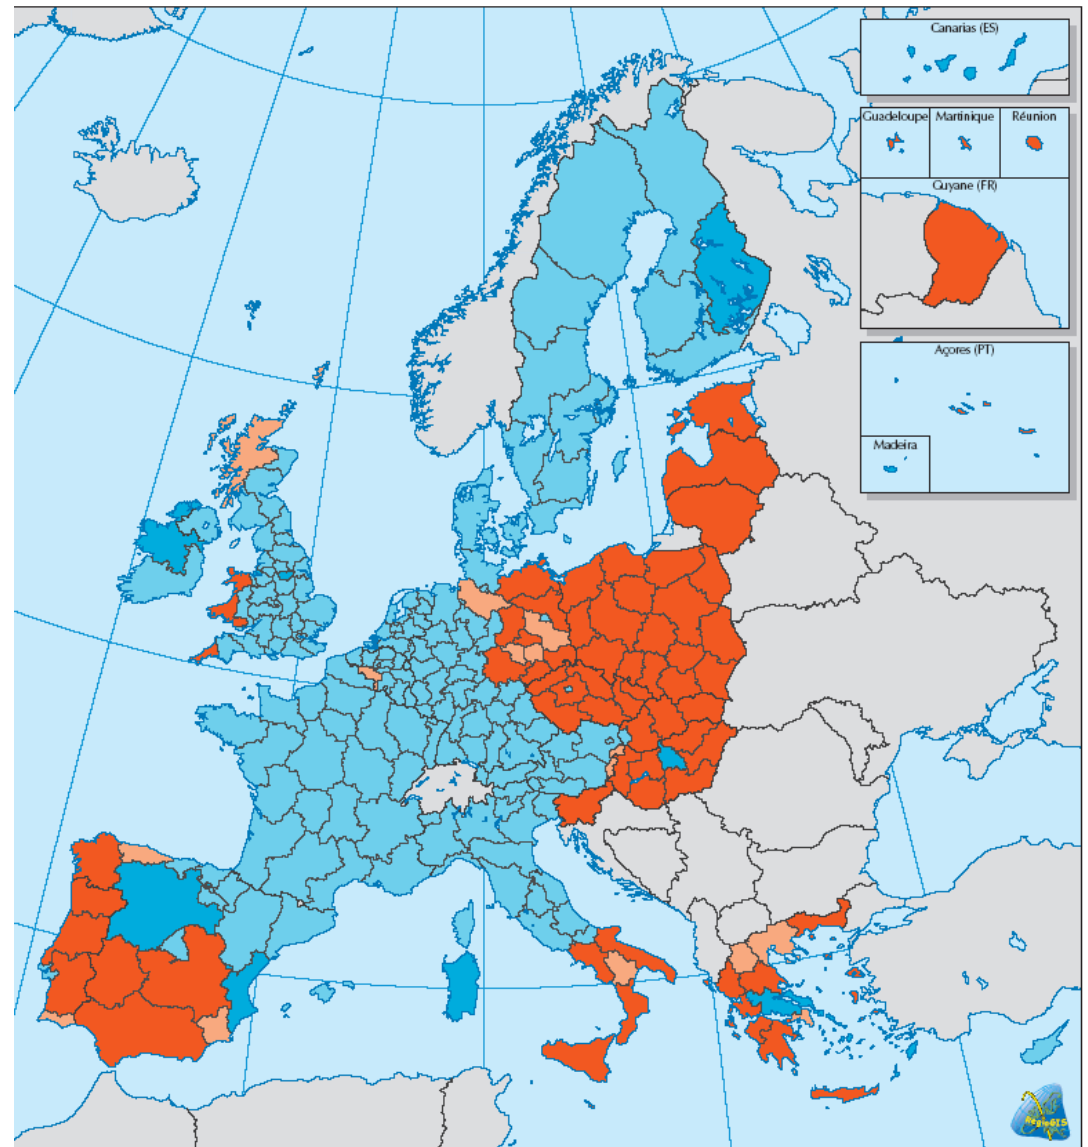 Canarias (ES)
Guadeloupe
Martinique
Réunion
Guyane (FR)
Açores (PT)
Madeira
RegioGIS